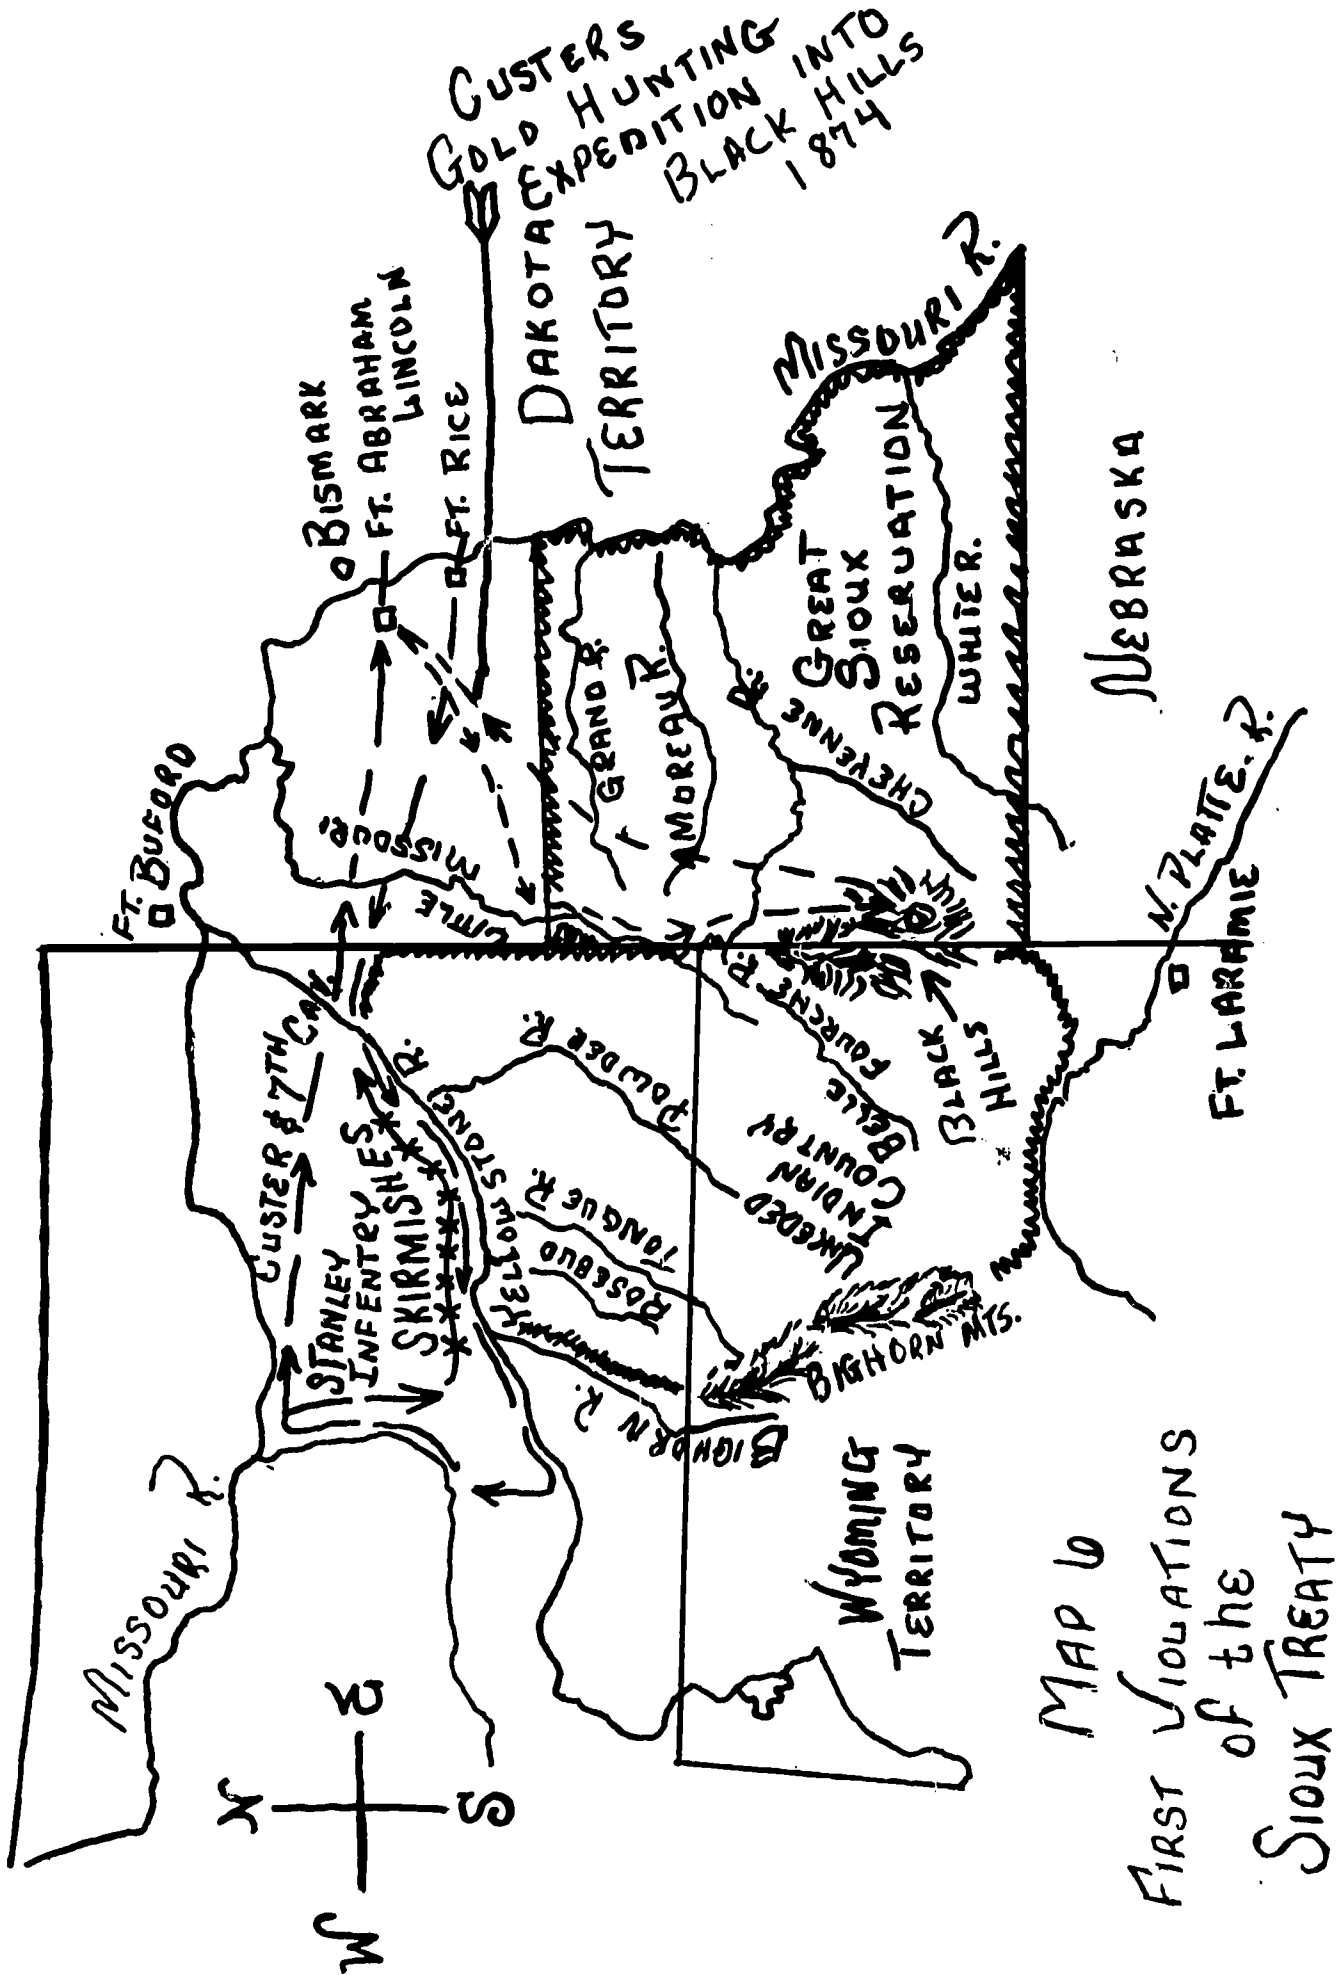 MAP 6
FIRST VIOLATIONS
of the
SIOUX TREATY
CUSTERS
GOLD HUNTING
EXPEDITION INTO
BLACK HILLS
1874
N
W
E
S
MISSOURI R.
FT. BUFORD
BISMARK
FT. ABRAHAM
LINCOLN
FT. RICE
DAKOTA
TERRITORY
CUSTER & 7TH CAV.
STANLEY
INFENTRY
SKIRMISHES
YELLOWSTONE R.
LITTLE MISSOURI
GRAND R.
MOREAU R.
MISSOURI R.
POWDER R.
TONGUE R.
ROSEBUD R.
BIGHORN R.
CHEYENNE R.
GREAT
SIOUX
RESERVATION
WHITE R.
BELLE FOURCHE R.
UNCEDED
INDIAN
COUNTRY
BLACK
HILLS
BIGHORN MTS.
WYOMING
TERRITORY
NEBRASKA
N. PLATTE R.
FT. LARAMIE